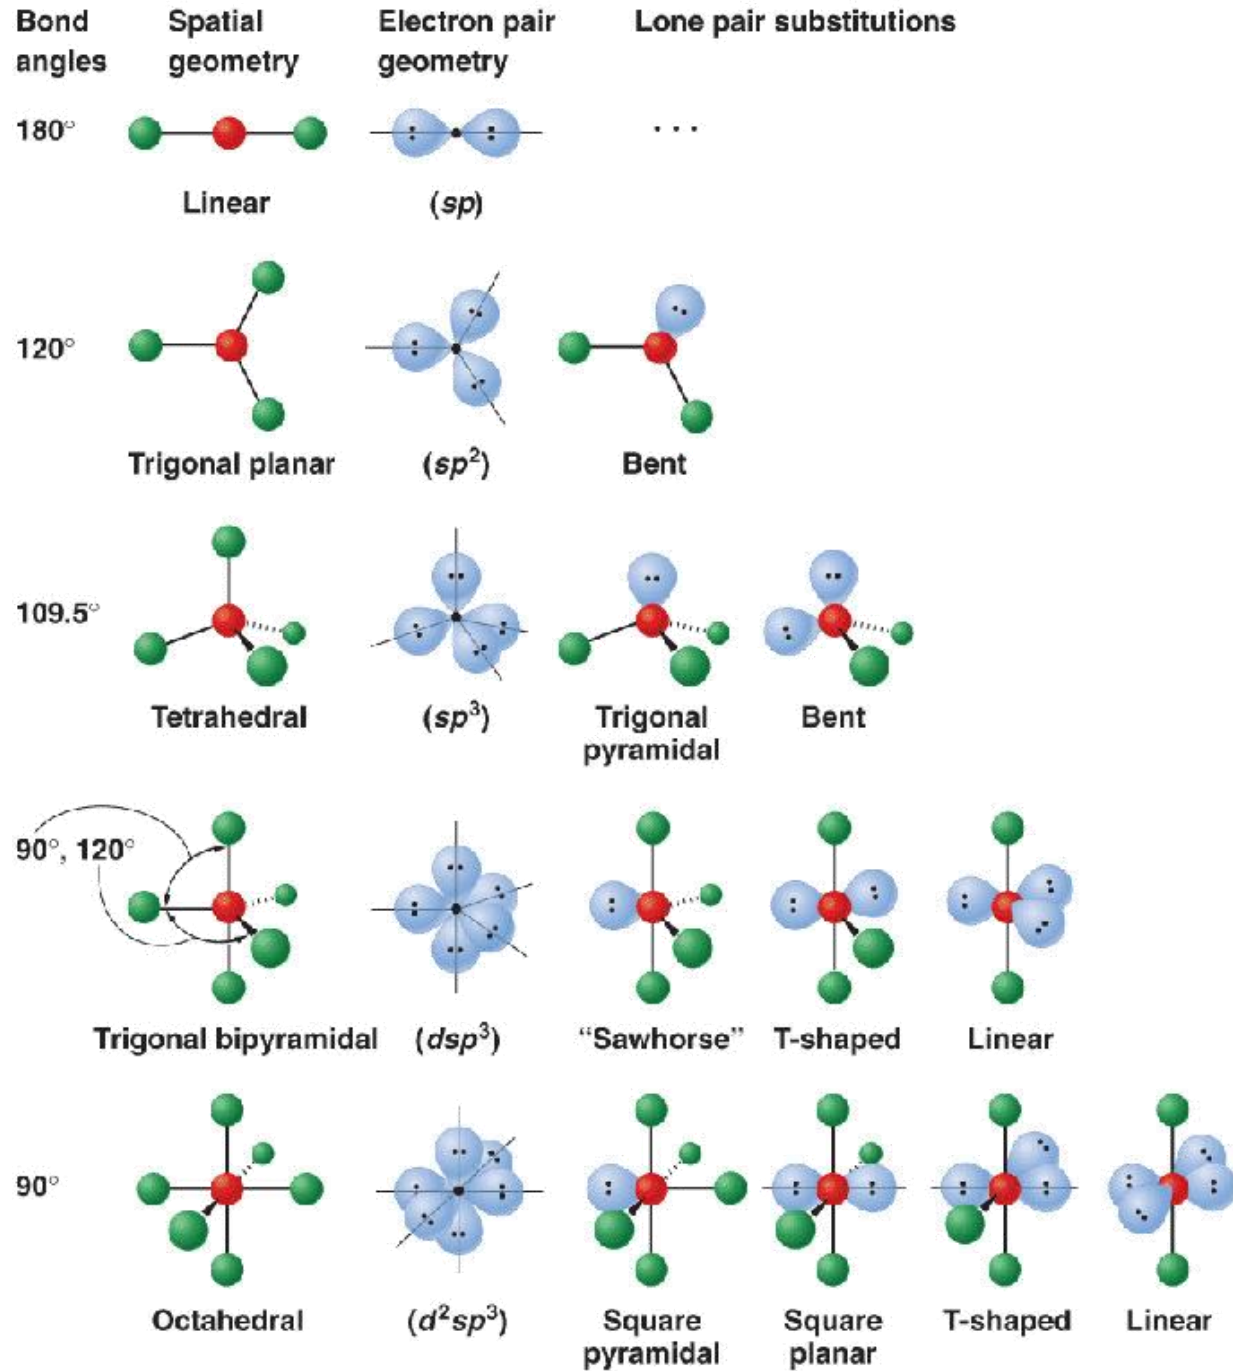 Bond angles
Spatial geometry
Electron pair geometry
Lone pair substitutions
180°
. . .
Linear
(sp)
120°
Trigonal planar
(sp²)
Bent
109.5°
Tetrahedral
(sp³)
Trigonal pyramidal
Bent
90°, 120°
Trigonal bipyramidal
(dsp³)
“Sawhorse”
T-shaped
Linear
90°
Octahedral
(d²sp³)
Square pyramidal
Square planar
T-shaped
Linear